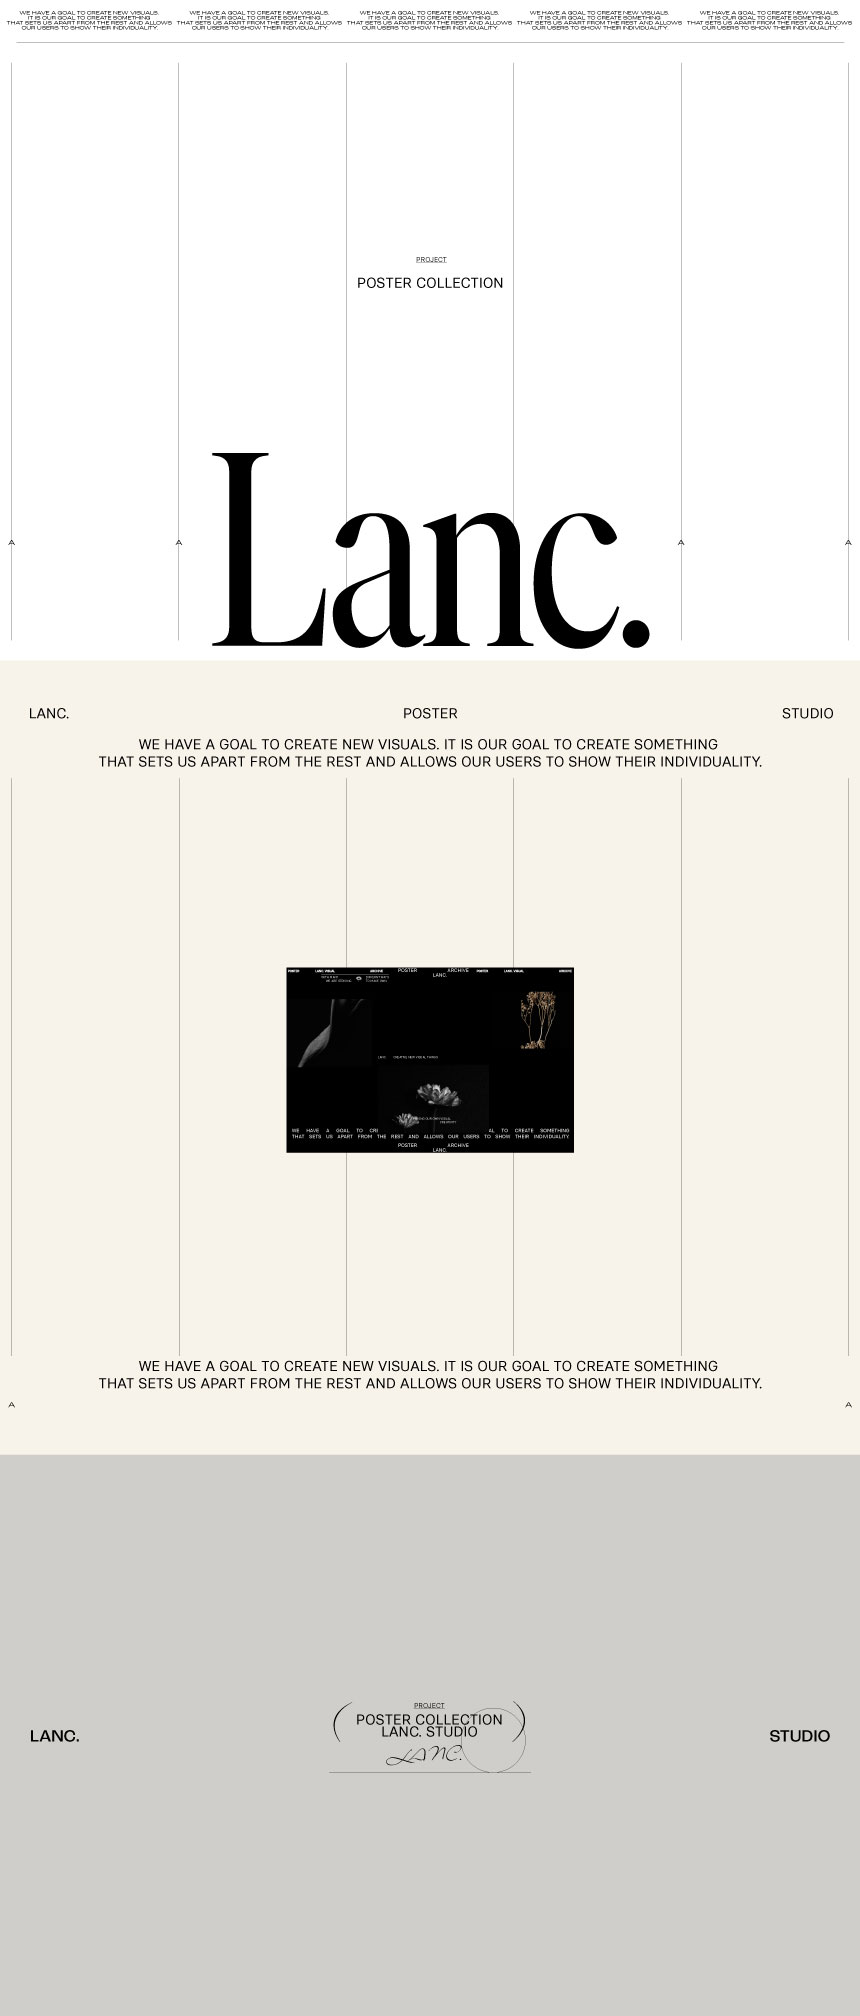 WE HAVE A GOAL TO CREATE NEW VISUALS.
IT IS OUR GOAL TO CREATE SOMETHING
THAT SETS US APART FROM THE REST AND ALLOWS
OUR USERS TO SHOW THEIR INDIVIDUALITY.
WE HAVE A GOAL TO CREATE NEW VISUALS.
IT IS OUR GOAL TO CREATE SOMETHING
THAT SETS US APART FROM THE REST AND ALLOWS
OUR USERS TO SHOW THEIR INDIVIDUALITY.
WE HAVE A GOAL TO CREATE NEW VISUALS.
IT IS OUR GOAL TO CREATE SOMETHING
THAT SETS US APART FROM THE REST AND ALLOWS
OUR USERS TO SHOW THEIR INDIVIDUALITY.
WE HAVE A GOAL TO CREATE NEW VISUALS.
IT IS OUR GOAL TO CREATE SOMETHING
THAT SETS US APART FROM THE REST AND ALLOWS
OUR USERS TO SHOW THEIR INDIVIDUALITY.
WE HAVE A GOAL TO CREATE NEW VISUALS.
IT IS OUR GOAL TO CREATE SOMETHING
THAT SETS US APART FROM THE REST AND ALLOWS
OUR USERS TO SHOW THEIR INDIVIDUALITY.
PROJECT
POSTER COLLECTION
A A A A
Lanc.
LANC. POSTER STUDIO
WE HAVE A GOAL TO CREATE NEW VISUALS. IT IS OUR GOAL TO CREATE SOMETHING
THAT SETS US APART FROM THE REST AND ALLOWS OUR USERS TO SHOW THEIR INDIVIDUALITY.
POSTER LANC. VISUAL ARCHIVE POSTER ARCHIVE POSTER LANC. VISUAL ARCHIVE
LANC.
LANC. CREATING NEW VISUAL THINGS
WE HAVE A GOAL TO CRE AL TO CREATE SOMETHING
THAT SETS US APART FROM THE REST AND ALLOWS OUR USERS TO SHOW THEIR INDIVIDUALITY.
POSTER ARCHIVE
LANC.
WE HAVE A GOAL TO CREATE NEW VISUALS. IT IS OUR GOAL TO CREATE SOMETHING
THAT SETS US APART FROM THE REST AND ALLOWS OUR USERS TO SHOW THEIR INDIVIDUALITY.
A A
PROJECT
POSTER COLLECTION
LANC. STUDIO
LANC.
LANC. STUDIO